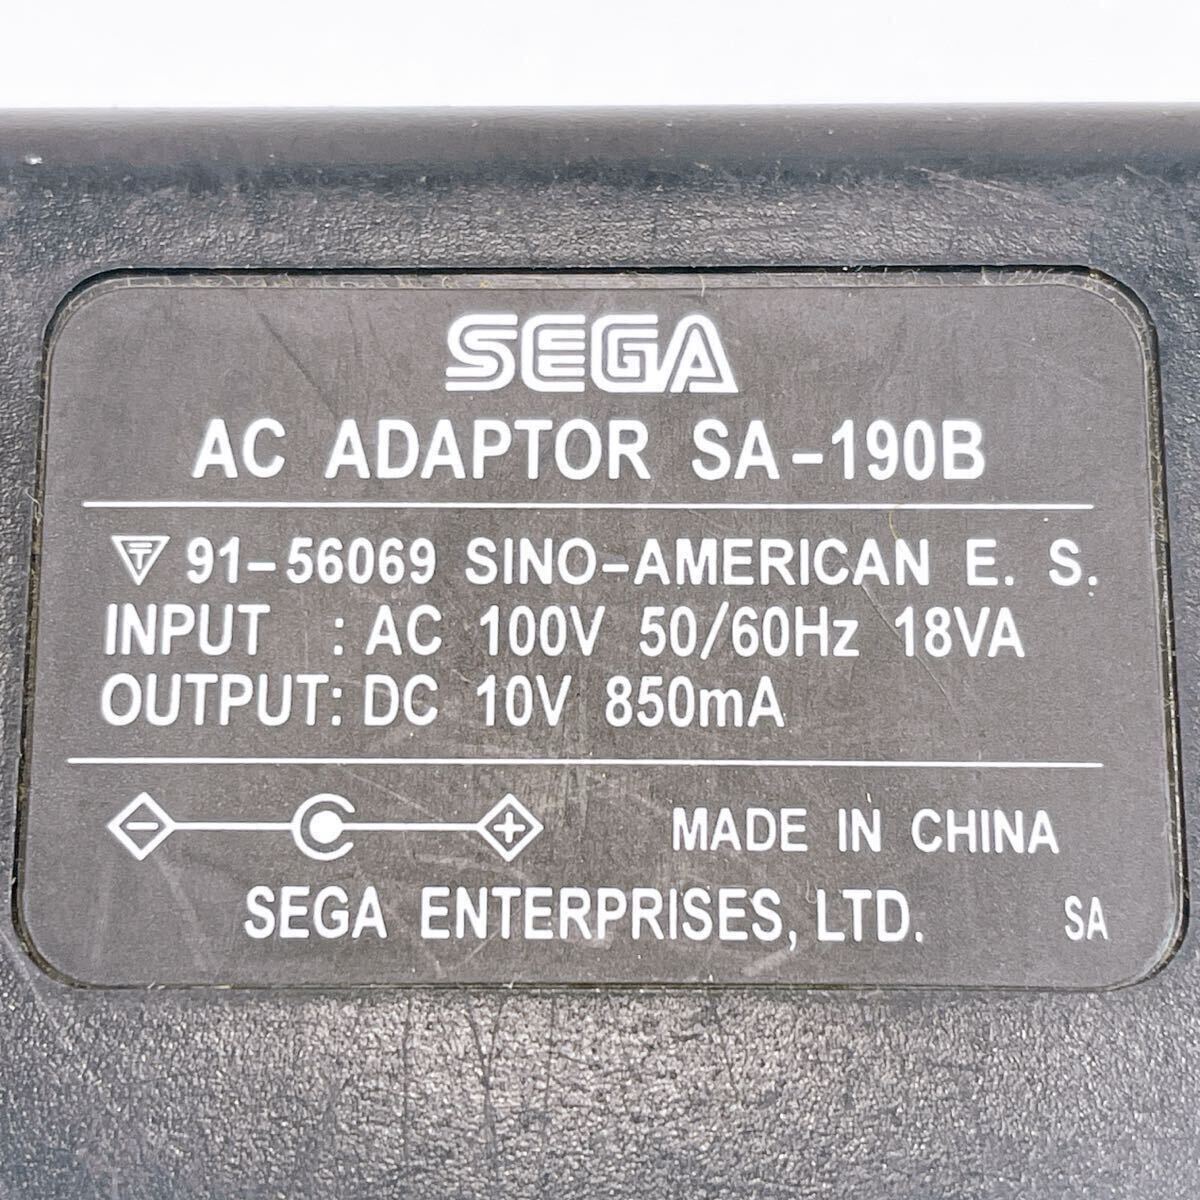 SEGA
AC ADAPTOR SA-190B
91-56069 SINO-AMERICAN E. S.
INPUT : AC 100V 50/60Hz 18VA
OUTPUT: DC 10V 850mA
MADE IN CHINA
SEGA ENTERPRISES, LTD. SA